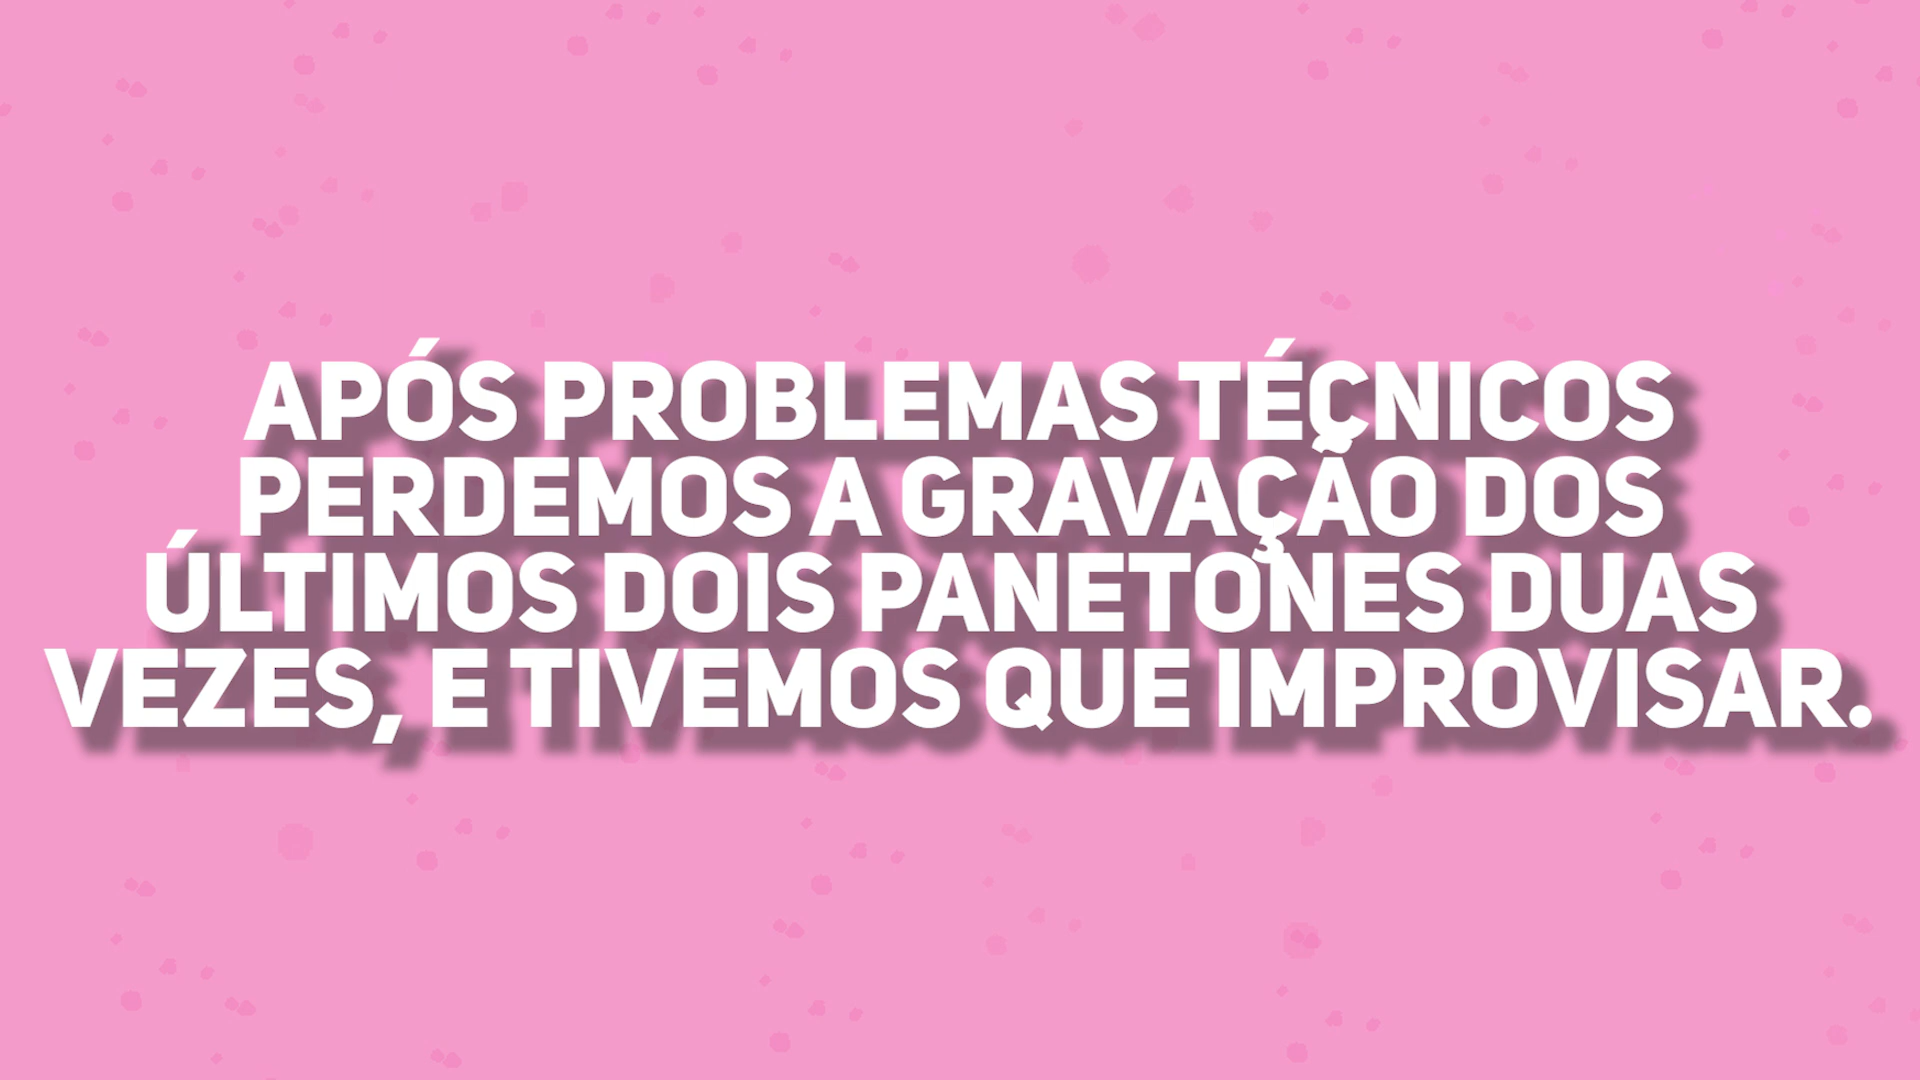 APÓS PROBLEMAS TÉCNICOS
PERDEMOS A GRAVAÇÃO DOS
ÚLTIMOS DOIS PANETONES DUAS
VEZES, E TIVEMOS QUE IMPROVISAR.